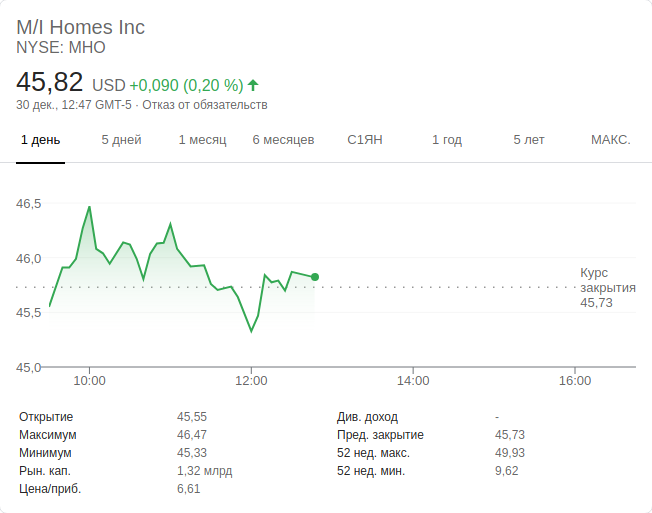 M/I Homes Inc
NYSE: MHO
45,82 USD +0,090 (0,20 %)
30 дек., 12:47 GMT-5 · Отказ от обязательств
1 день 5 дней 1 месяц 6 месяцев С1ЯН 1 год 5 лет МАКС.
46,5
46,0
Курс
закрытия
45,73
45,5
45,0
10:00 12:00 14:00 16:00
Открытие 45,55 Див. доход -
Максимум 46,47 Пред. закрытие 45,73
Минимум 45,33 52 нед. макс. 49,93
Рын. кап. 1,32 млрд 52 нед. мин. 9,62
Цена/приб. 6,61